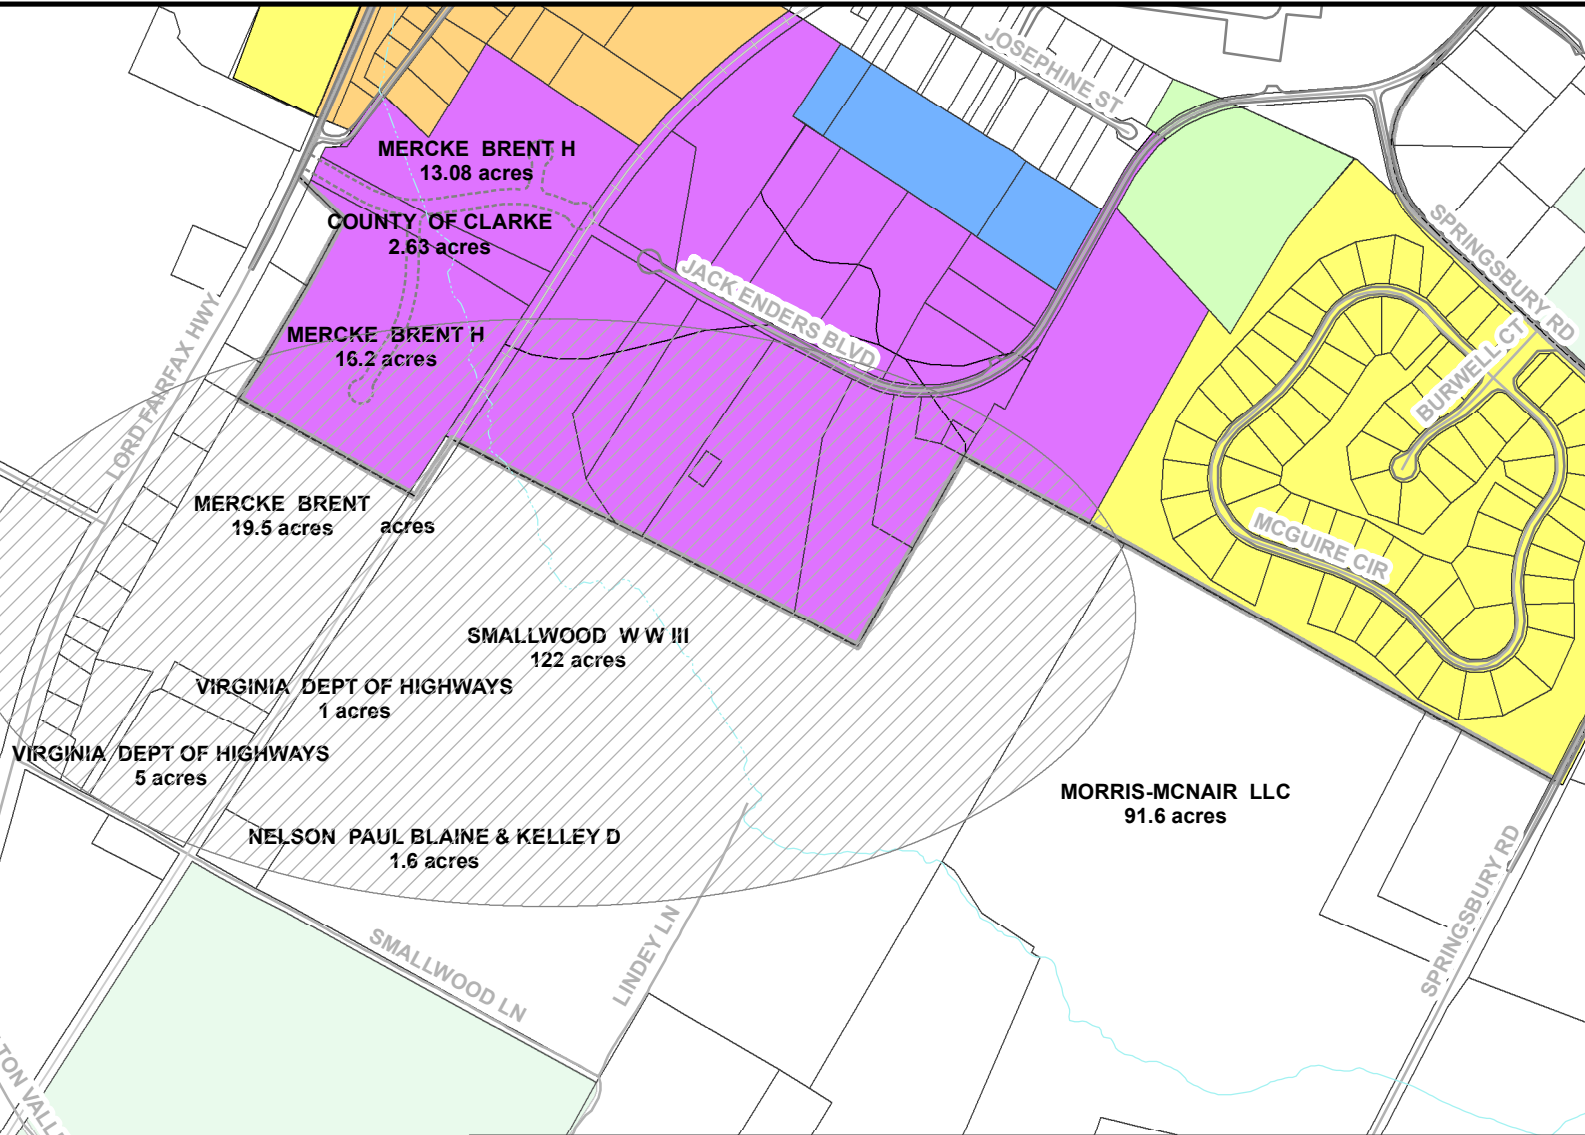 JOSEPHINE ST
MERCKE BRENT H
13.08 acres
COUNTY OF CLARKE
2.63 acres
SPRINGSBURY RD
JACK ENDERS BLVD
LORD FAIRFAX HWY
MERCKE BRENT H
16.2 acres
BURWELL CT
MERCKE BRENT
19.5 acres
acres
MCGUIRE CIR
SMALLWOOD W W III
122 acres
VIRGINIA DEPT OF HIGHWAYS
1 acres
VIRGINIA DEPT OF HIGHWAYS
5 acres
MORRIS-MCNAIR LLC
91.6 acres
NELSON PAUL BLAINE & KELLEY D
1.6 acres
SPRINGSBURY RD
SMALLWOOD LN
LINDEY LN